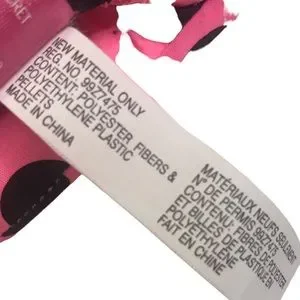 NEW MATERIAL ONLY
REG. NO. 99Z7475
CONTENT: POLYESTER FIBERS &
POLYETHYLENE PLASTIC
PELLETS
MADE IN CHINA
MATÉRIAUX NEUFS SEULEMENT
N° DE PERMIS 99Z7475
CONTENU: FIBRES DE POLYESTER
ET BILLES DE PLASTIQUE EN
POLYÉTHYLÈNE
FAIT EN CHINE